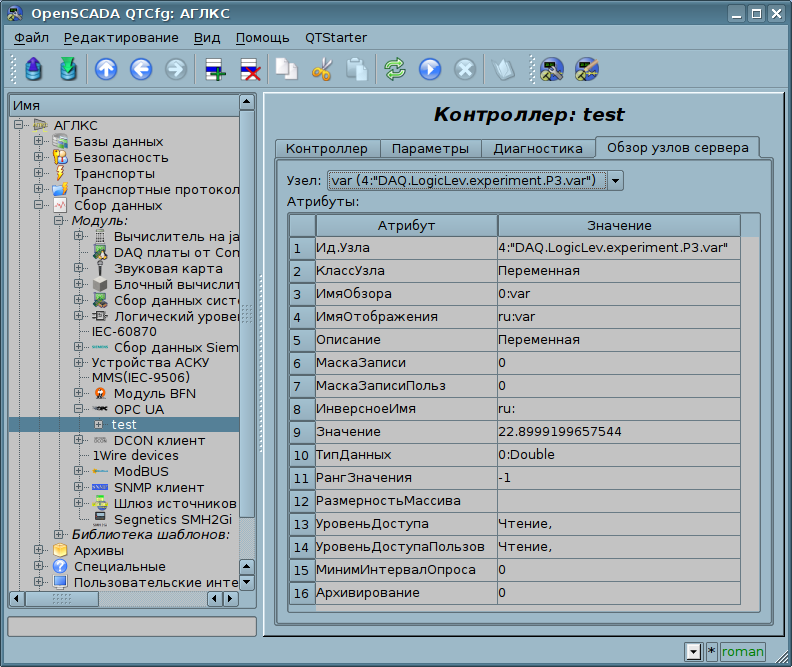 OpenSCADA QTCfg: АГЛКС
Файл Редактирование Вид Помощь QTStarter
Имя
АГЛКС
Базы данных
Безопасность
Транспорты
Транспортные протокол
Сбор данных
Модуль:
Вычислитель на ja
DAQ платы от Con
Звуковая карта
Блочный вычислит
Сбор данных систе
Логический уровен
IEC-60870
Сбор данных Siem
Устройства АСКУ
MMS(IEC-9506)
Модуль BFN
OPC UA
test
DCON клиент
1Wire devices
ModBUS
SNMP клиент
Шлюз источников
Segnetics SMH2Gi
Библиотека шаблонов:
Архивы
Специальные
Пользовательские инте
Контроллер: test
Контроллер Параметры Диагностика Обзор узлов сервера
Узел: var (4:"DAQ.LogicLev.experiment.P3.var")
Атрибуты:
Атрибут Значение
1 Ид.Узла 4:"DAQ.LogicLev.experiment.P3.var"
2 КлассУзла Переменная
3 ИмяОбзора 0:var
4 ИмяОтображения ru:var
5 Описание Переменная
6 МаскаЗаписи 0
7 МаскаЗаписиПольз 0
8 ИнверсноеИмя ru:
9 Значение 22.8999199657544
10 ТипДанных 0:Double
11 РангЗначения -1
12 РазмерностьМассива
13 УровеньДоступа Чтение,
14 УровеньДоступаПользов Чтение,
15 МинимИнтервалОпроса 0
16 Архивирование 0
* roman